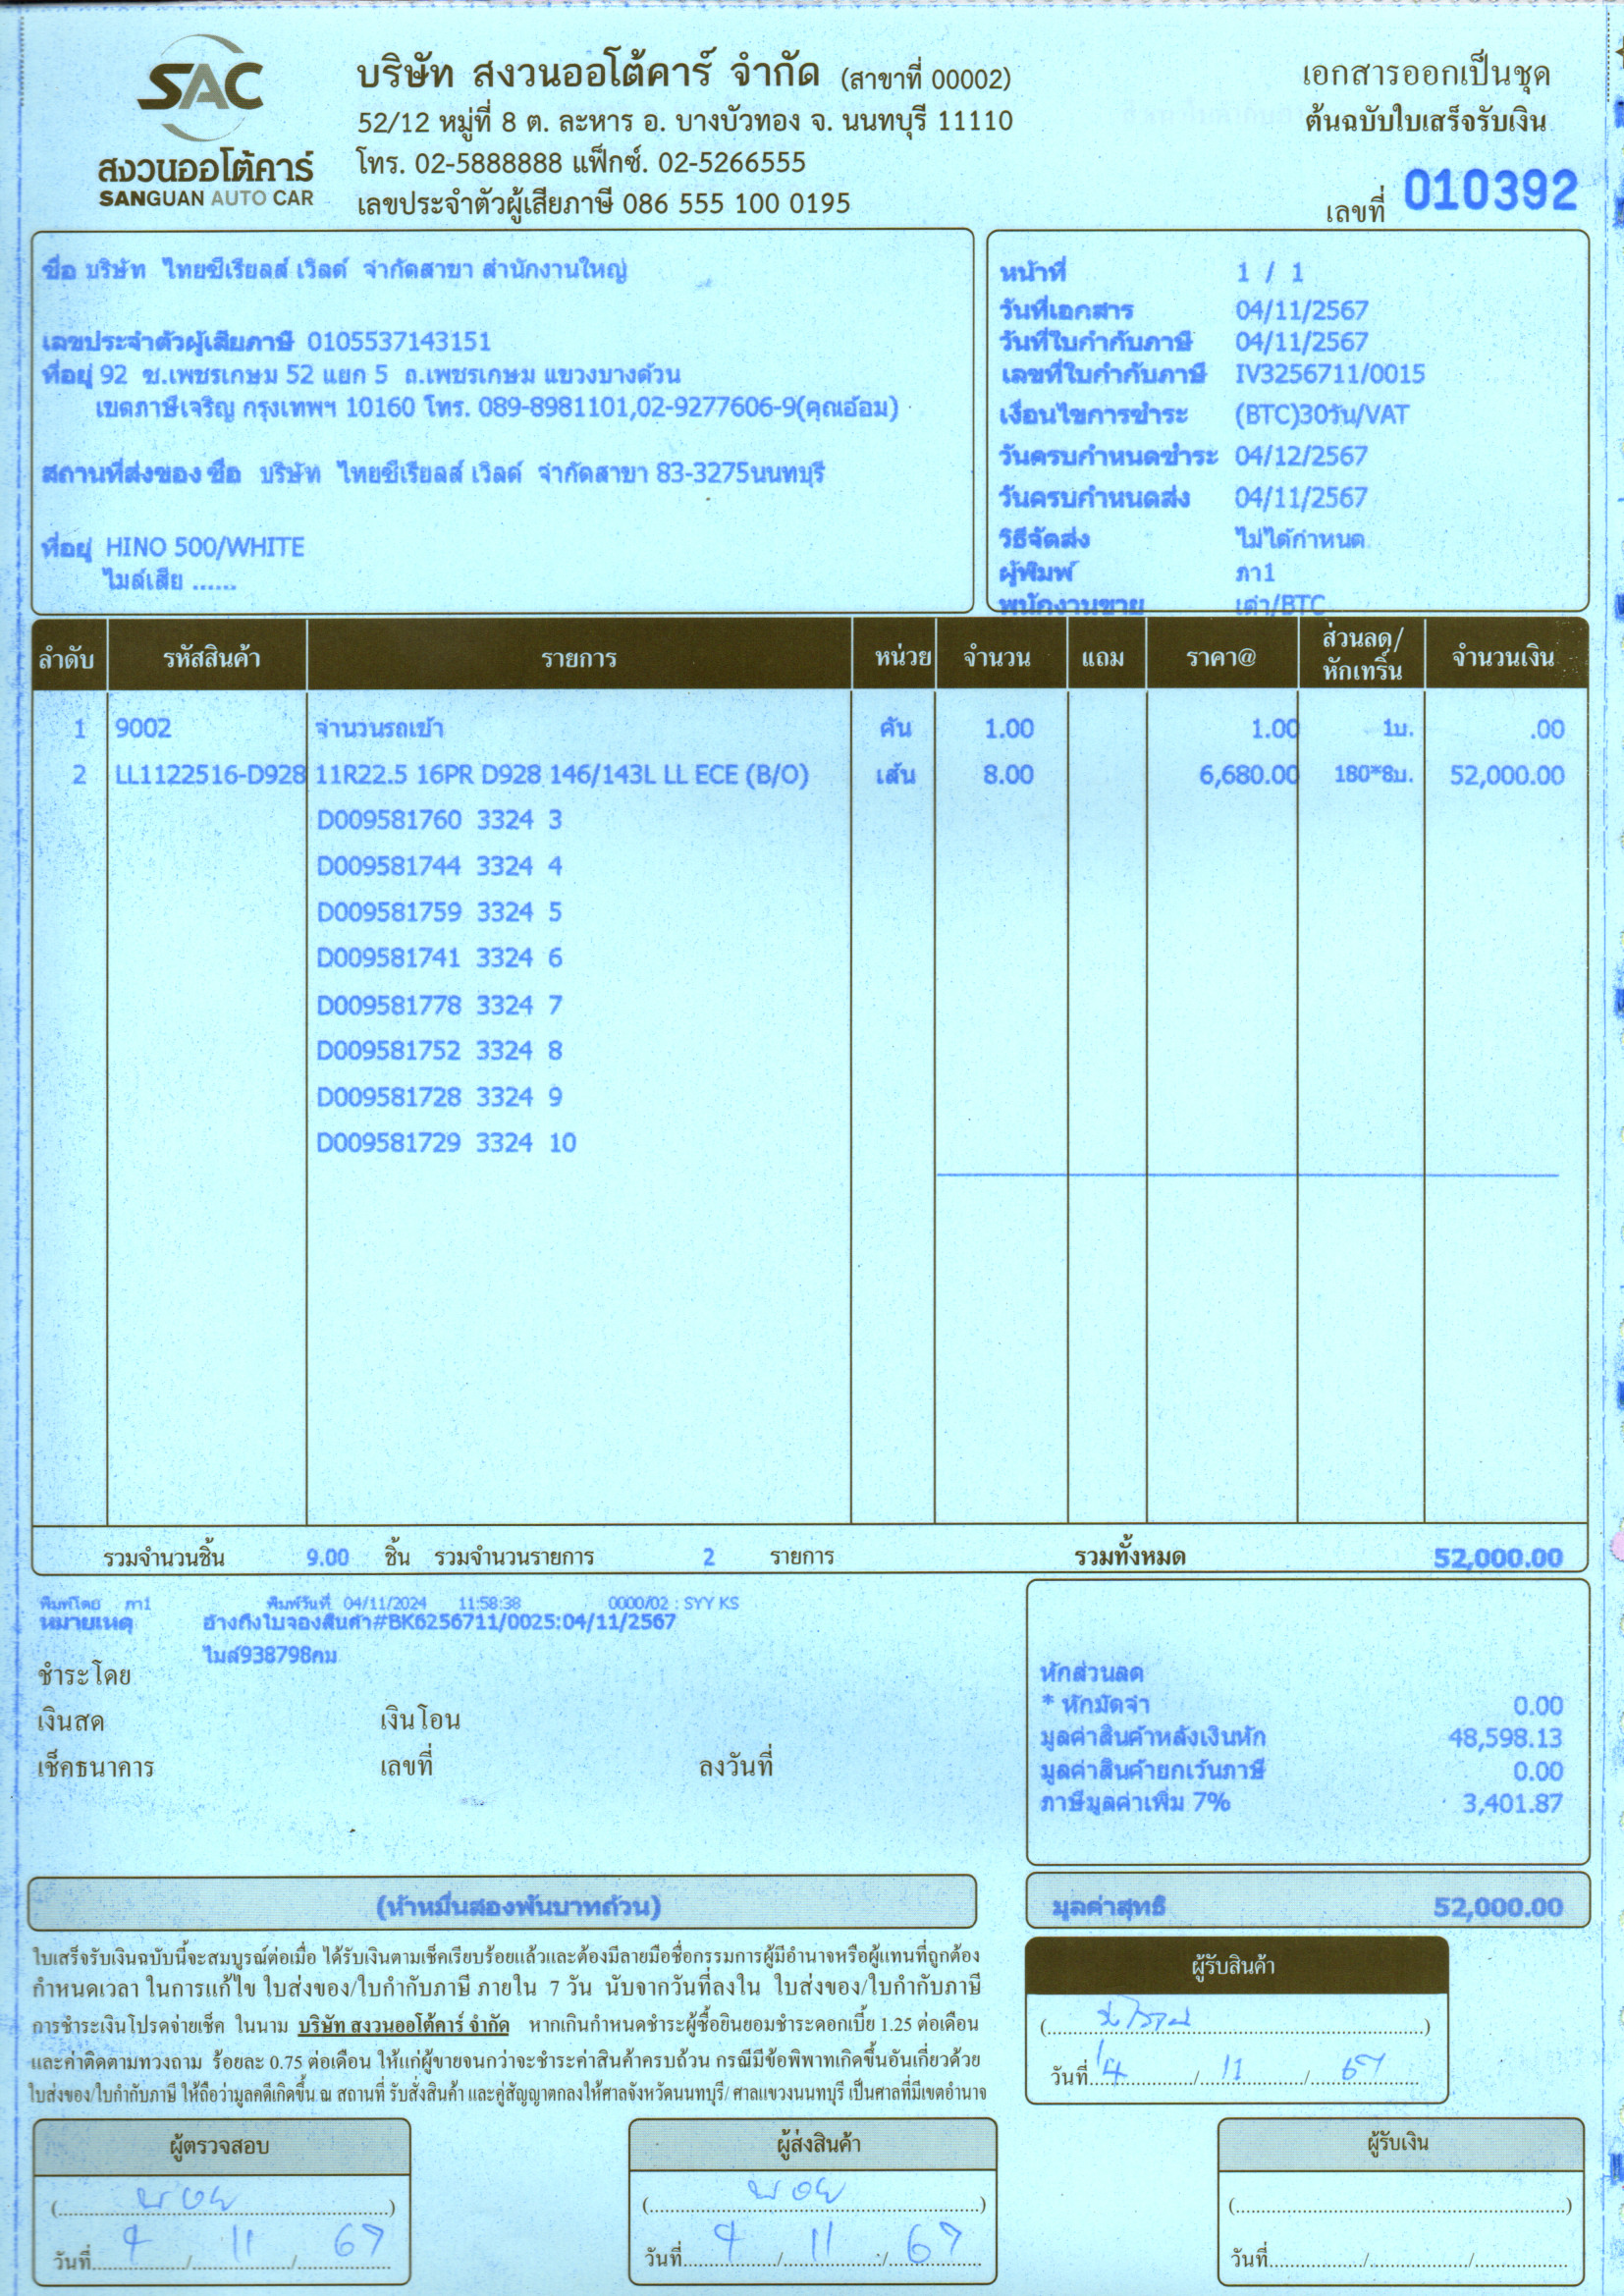 SAC
สงวนออโต้คาร์
SANGUAN AUTO CAR
บริษัท สงวนออโต้คาร์ จำกัด (สาขาที่ 00002)
52/12 หมู่ที่ 8 ต. ละหาร อ. บางบัวทอง จ. นนทบุรี 11110
โทร. 02-5888888 แฟ็กซ์. 02-5266555
เลขประจำตัวผู้เสียภาษี 086 555 100 0195
เอกสารออกเป็นชุด
ต้นฉบับใบเสร็จรับเงิน
เลขที่ 010392
ชื่อ บริษัท ไทยซีเรียลส์ เวิลด์ จำกัดสาขา สำนักงานใหญ่
เลขประจำตัวผู้เสียภาษี 0105537143151
ที่อยู่ 92 ซ.เพชรเกษม 52 แยก 5 ถ.เพชรเกษม แขวงบางด้วน
เขตภาษีเจริญ กรุงเทพฯ 10160 โทร. 089-8981101,02-9277606-9(คุณอ้อม)
สถานที่ส่งของ ชื่อ บริษัท ไทยซีเรียลส์ เวิลด์ จำกัดสาขา 83-3275นนทบุรี
ที่อยู่ HINO 500/WHITE
ไมล์เสีย ......
หน้าที่ 1 / 1
วันที่เอกสาร 04/11/2567
วันที่ใบกำกับภาษี 04/11/2567
เลขที่ใบกำกับภาษี IV3256711/0015
เงื่อนไขการชำระ (BTC)30วัน/VAT
วันครบกำหนดชำระ 04/12/2567
วันครบกำหนดส่ง 04/11/2567
วิธีจัดส่ง ไม่ได้กำหนด
ผู้พิมพ์ ภา1
พนักงานขาย เต่า/BTC
ลำดับ รหัสสินค้า รายการ หน่วย จำนวน แถม ราคา@ ส่วนลด/หักเทริ์น จำนวนเงิน
1 9002 จำนวนรถเข้า คัน 1.00 1.00 1บ. .00
2 LL1122516-D928 11R22.5 16PR D928 146/143L LL ECE (B/O) เส้น 8.00 6,680.00 180*8บ. 52,000.00
D009581760 3324 3
D009581744 3324 4
D009581759 3324 5
D009581741 3324 6
D009581778 3324 7
D009581752 3324 8
D009581728 3324 9
D009581729 3324 10
รวมจำนวนชิ้น 9.00 ชิ้น รวมจำนวนรายการ 2 รายการ รวมทั้งหมด 52,000.00
พิมพ์โดย ภา1 พิมพ์วันที่ 04/11/2024 11:58:38 0000/02 : SYY KS
หมายเหตุ อ้างถึงใบจองสินค้า#BK6256711/0025:04/11/2567
ไมล์938798กม
ชำระโดย
เงินสด เงินโอน
เช็คธนาคาร เลขที่ ลงวันที่
หักส่วนลด
* หักมัดจำ 0.00
มูลค่าสินค้าหลังเงินหัก 48,598.13
มูลค่าสินค้ายกเว้นภาษี 0.00
ภาษีมูลค่าเพิ่ม 7% 3,401.87
(ห้าหมื่นสองพันบาทถ้วน)
มูลค่าสุทธิ 52,000.00
ใบเสร็จรับเงินฉบับนี้จะสมบูรณ์ต่อเมื่อ ได้รับเงินตามเช็คเรียบร้อยแล้วและต้องมีลายมือชื่อกรรมการผู้มีอำนาจหรือผู้แทนที่ถูกต้อง
กำหนดเวลา ในการแก้ไข ใบส่งของ/ใบกำกับภาษี ภายใน 7 วัน นับจากวันที่ลงใน ใบส่งของ/ใบกำกับภาษี
การชำระเงินโปรดจ่ายเช็ค ในนาม บริษัท สงวนออโต้คาร์ จำกัด หากเกินกำหนดชำระผู้ซื้อยินยอมชำระดอกเบี้ย 1.25 ต่อเดือน
และค่าติดตามทวงถาม ร้อยละ 0.75 ต่อเดือน ให้แก่ผู้ขายจนกว่าจะชำระค่าสินค้าครบถ้วน กรณีมีข้อพิพาทเกิดขึ้นอันเกี่ยวด้วย
ใบส่งของ/ใบกำกับภาษี ให้ถือว่ามูลคดีเกิดขึ้น ณ สถานที่ รับสั่งสินค้า และคู่สัญญาตกลงให้ศาลจังหวัดนนทบุรี/ ศาลแขวงนนทบุรี เป็นศาลที่มีเขตอำนาจ
ผู้รับสินค้า
วันที่ 4/11/67
ผู้ตรวจสอบ
วันที่ 4/11/67
ผู้ส่งสินค้า
วันที่ 4/11/67
ผู้รับเงิน
วันที่